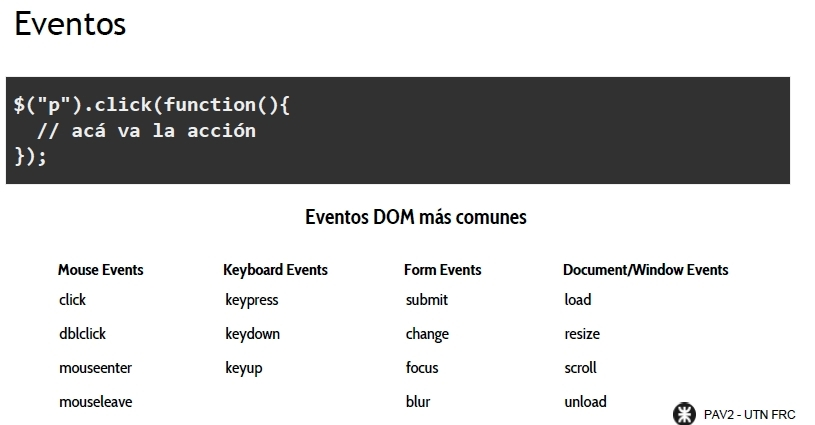 Eventos
$("p").click(function(){
// acá va la acción
});
Eventos DOM más comunes
Mouse Events Keyboard Events Form Events Document/Window Events
click keypress submit load
dblclick keydown change resize
mouseenter keyup focus scroll
mouseleave blur unload
PAV2 - UTN FRC